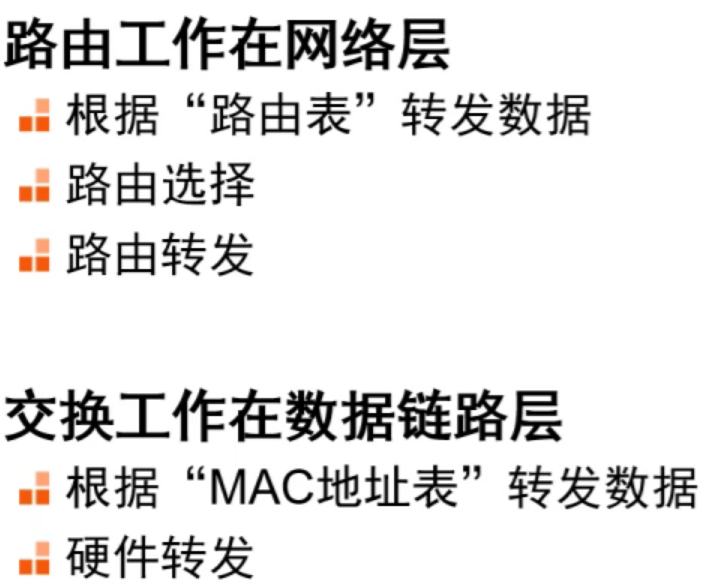 路由工作在网络层
根据“路由表”转发数据
路由选择
路由转发
交换工作在数据链路层
根据“MAC地址表”转发数据
硬件转发